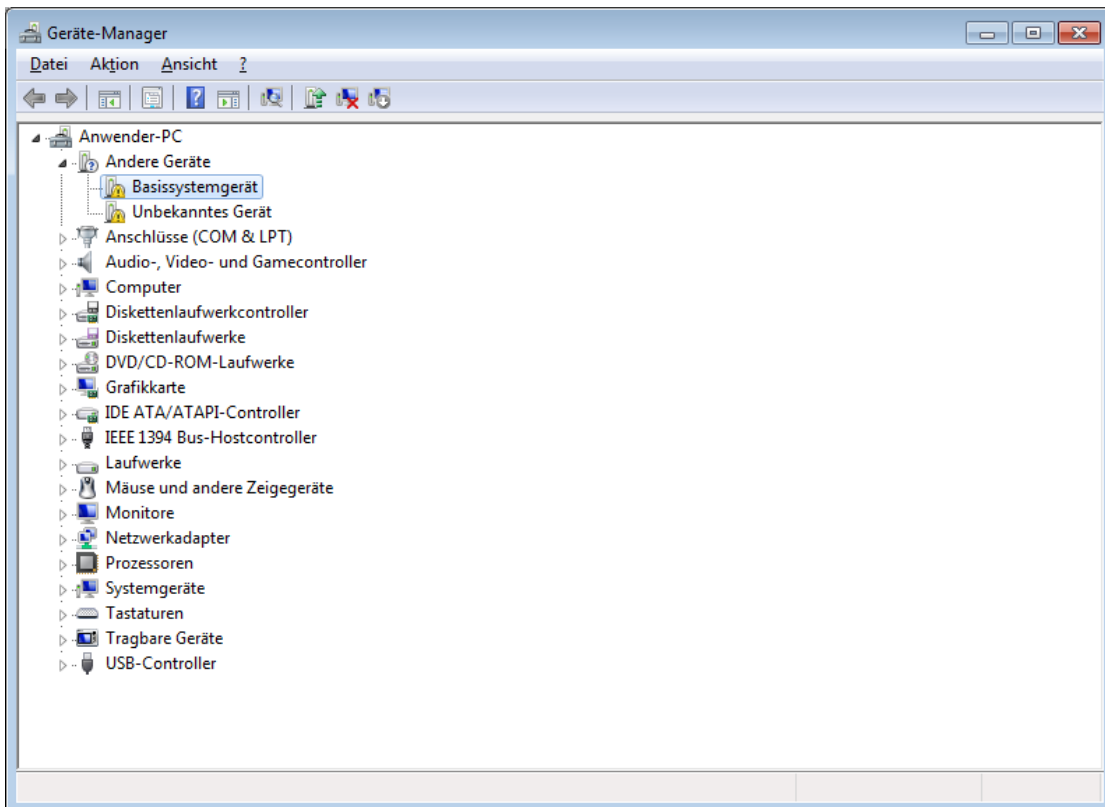 Geräte-Manager
Datei Aktion Ansicht ?
Anwender-PC
Andere Geräte
Basissystemgerät
Unbekanntes Gerät
Anschlüsse (COM & LPT)
Audio-, Video- und Gamecontroller
Computer
Diskettenlaufwerkcontroller
Diskettenlaufwerke
DVD/CD-ROM-Laufwerke
Grafikkarte
IDE ATA/ATAPI-Controller
IEEE 1394 Bus-Hostcontroller
Laufwerke
Mäuse und andere Zeigegeräte
Monitore
Netzwerkadapter
Prozessoren
Systemgeräte
Tastaturen
Tragbare Geräte
USB-Controller